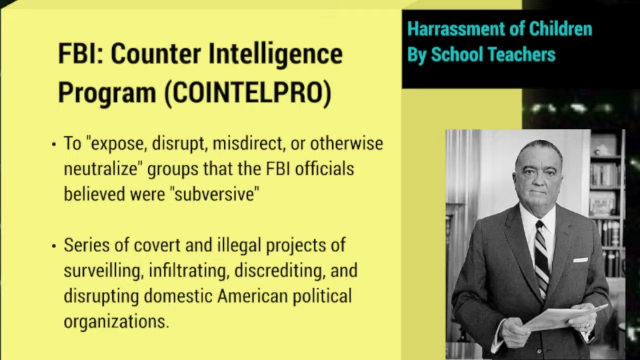 FBI: Counter Intelligence
Program (COINTELPRO)
• To "expose, disrupt, misdirect, or otherwise
neutralize" groups that the FBI officials
believed were "subversive"
• Series of covert and illegal projects of
surveilling, infiltrating, discrediting, and
disrupting domestic American political
organizations.
Harrassment of Children
By School Teachers